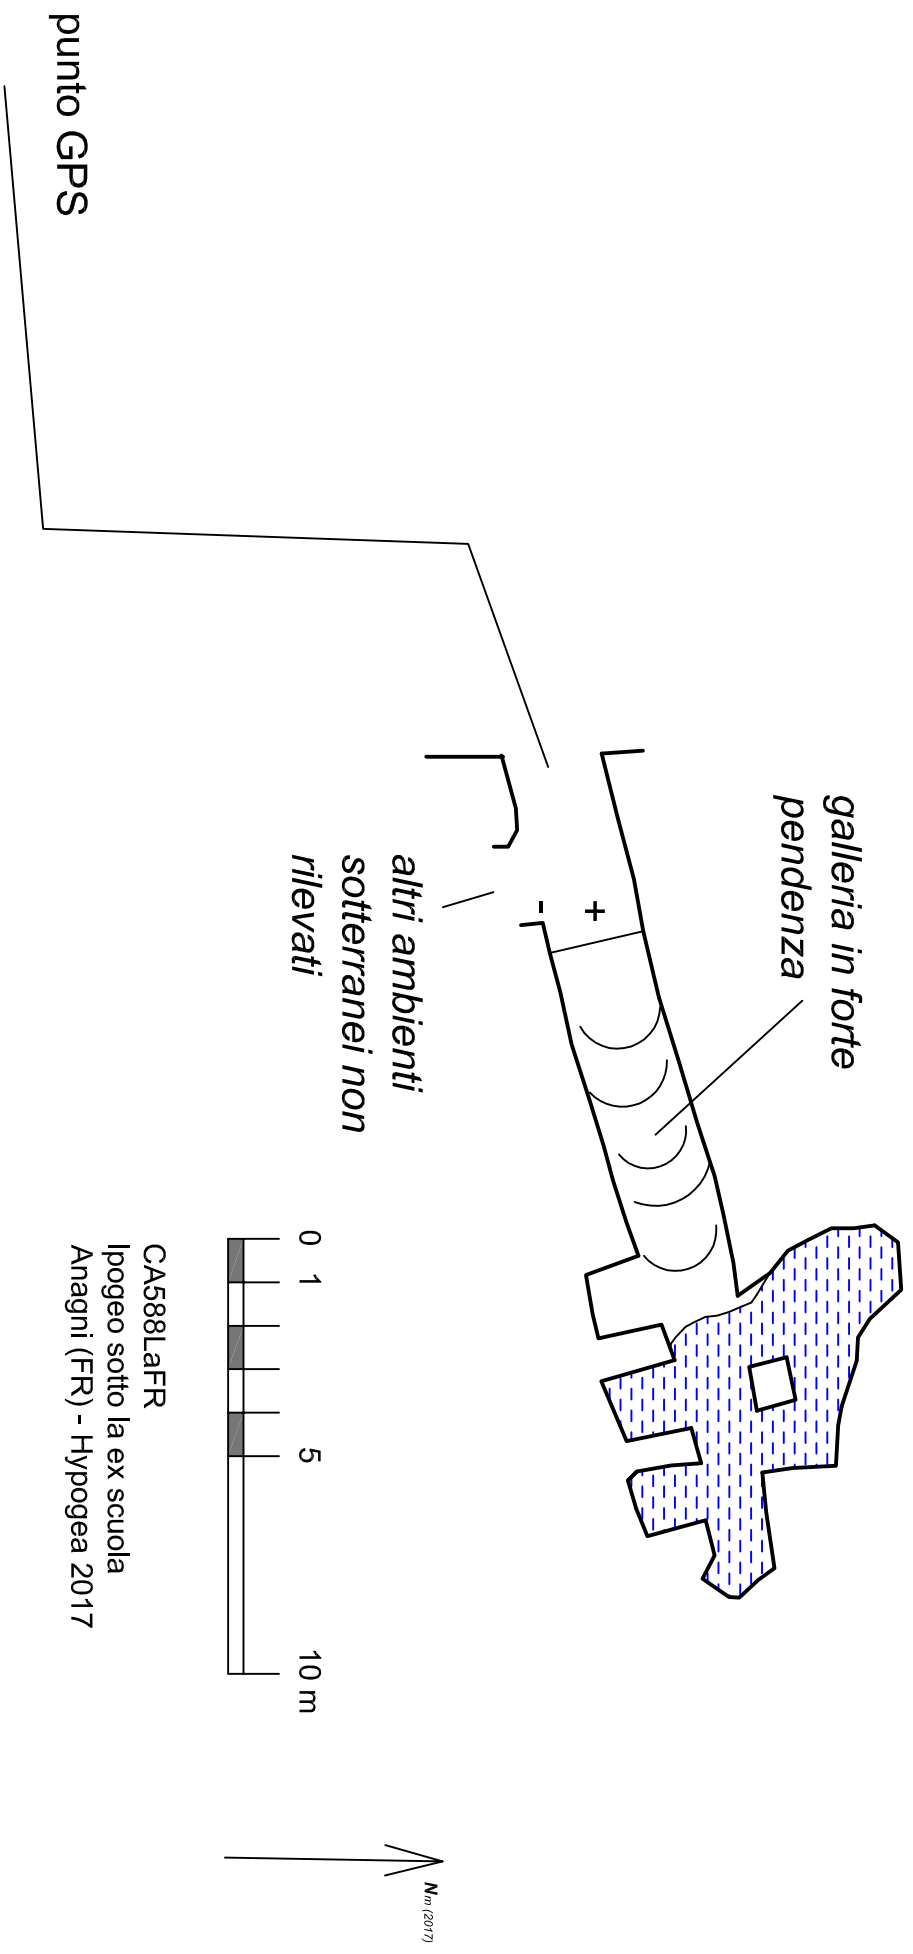 punto GPS
galleria in forte
pendenza
+
-
altri ambienti
sotterranei non
rilevati
0 1 5 10 m
CA588LaFR
Ipogeo sotto la ex scuola
Anagni (FR) - Hypogea 2017
Nm (2017)